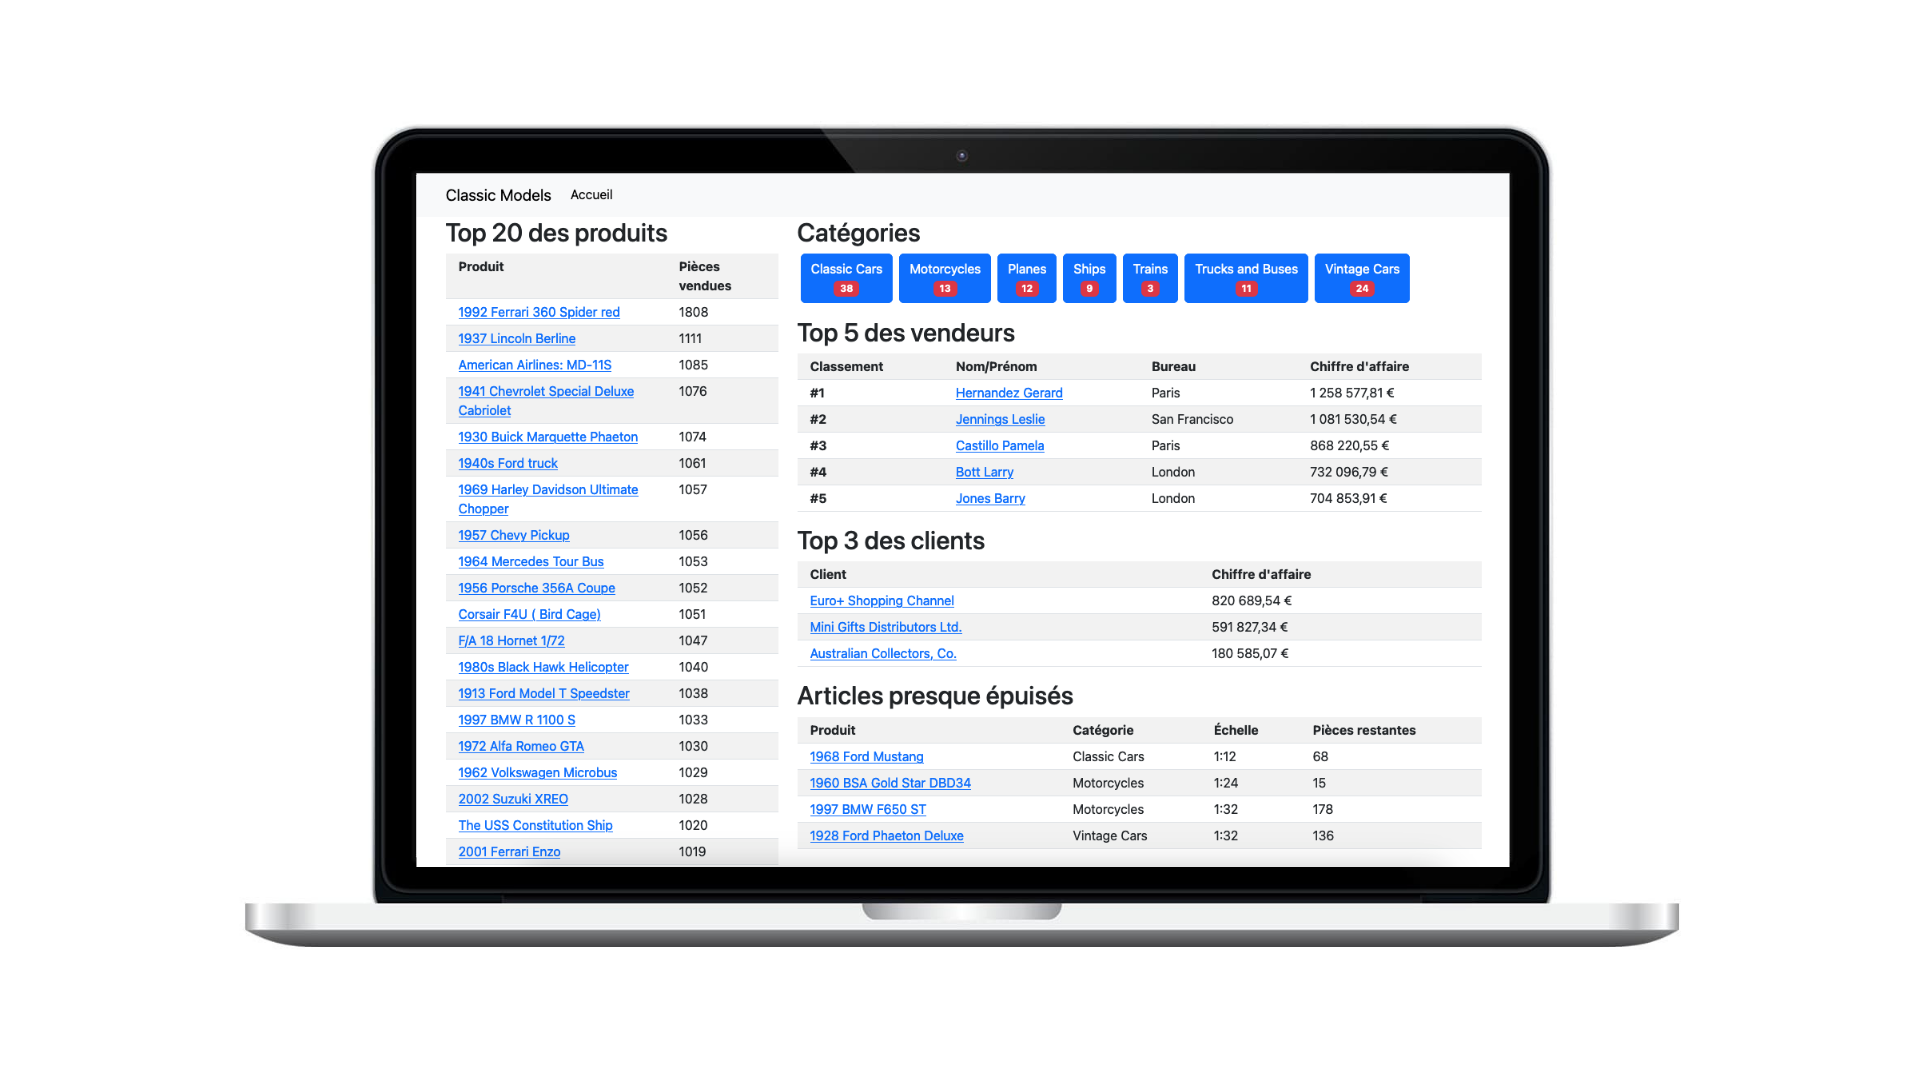 Classic Models Accueil
Top 20 des produits
Produit Pièces vendues
1992 Ferrari 360 Spider red 1808
1937 Lincoln Berline 1111
American Airlines: MD-11S 1085
1941 Chevrolet Special Deluxe Cabriolet 1076
1930 Buick Marquette Phaeton 1074
1940s Ford truck 1061
1969 Harley Davidson Ultimate Chopper 1057
1957 Chevy Pickup 1056
1964 Mercedes Tour Bus 1053
1956 Porsche 356A Coupe 1052
Corsair F4U ( Bird Cage) 1051
F/A 18 Hornet 1/72 1047
1980s Black Hawk Helicopter 1040
1913 Ford Model T Speedster 1038
1997 BMW R 1100 S 1033
1972 Alfa Romeo GTA 1030
1962 Volkswagen Microbus 1029
2002 Suzuki XREO 1028
The USS Constitution Ship 1020
2001 Ferrari Enzo 1019
Catégories
Classic Cars 38
Motorcycles 13
Planes 12
Ships 9
Trains 3
Trucks and Buses 11
Vintage Cars 24
Top 5 des vendeurs
Classement Nom/Prénom Bureau Chiffre d'affaire
#1 Hernandez Gerard Paris 1 258 577,81 €
#2 Jennings Leslie San Francisco 1 081 530,54 €
#3 Castillo Pamela Paris 868 220,55 €
#4 Bott Larry London 732 096,79 €
#5 Jones Barry London 704 853,91 €
Top 3 des clients
Client Chiffre d'affaire
Euro+ Shopping Channel 820 689,54 €
Mini Gifts Distributors Ltd. 591 827,34 €
Australian Collectors, Co. 180 585,07 €
Articles presque épuisés
Produit Catégorie Échelle Pièces restantes
1968 Ford Mustang Classic Cars 1:12 68
1960 BSA Gold Star DBD34 Motorcycles 1:24 15
1997 BMW F650 ST Motorcycles 1:32 178
1928 Ford Phaeton Deluxe Vintage Cars 1:32 136